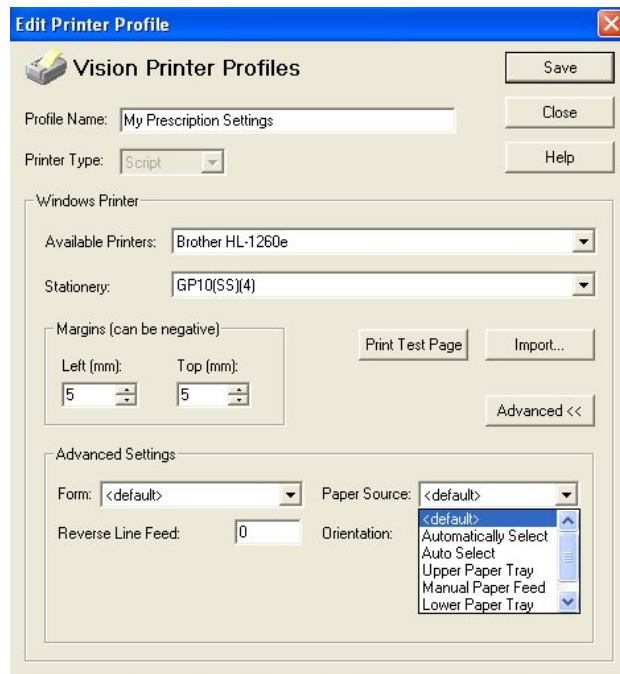 Edit Printer Profile
Vision Printer Profiles
Save
Profile Name: My Prescription Settings
Close
Printer Type: Script
Help
Windows Printer
Available Printers: Brother HL-1260e
Stationery: GP10(SS)(4)
Margins (can be negative)
Print Test Page
Import...
Left (mm): Top (mm):
5 5
Advanced <<
Advanced Settings
Form: <default> Paper Source: <default>
Reverse Line Feed: 0 Orientation:
<default>
Automatically Select
Auto Select
Upper Paper Tray
Manual Paper Feed
Lower Paper Tray